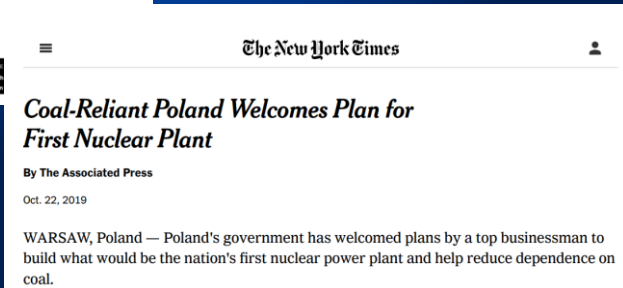 The New York Times
Coal-Reliant Poland Welcomes Plan for
First Nuclear Plant
By The Associated Press
Oct. 22, 2019
WARSAW, Poland — Poland's government has welcomed plans by a top businessman to
build what would be the nation's first nuclear power plant and help reduce dependence on
coal.